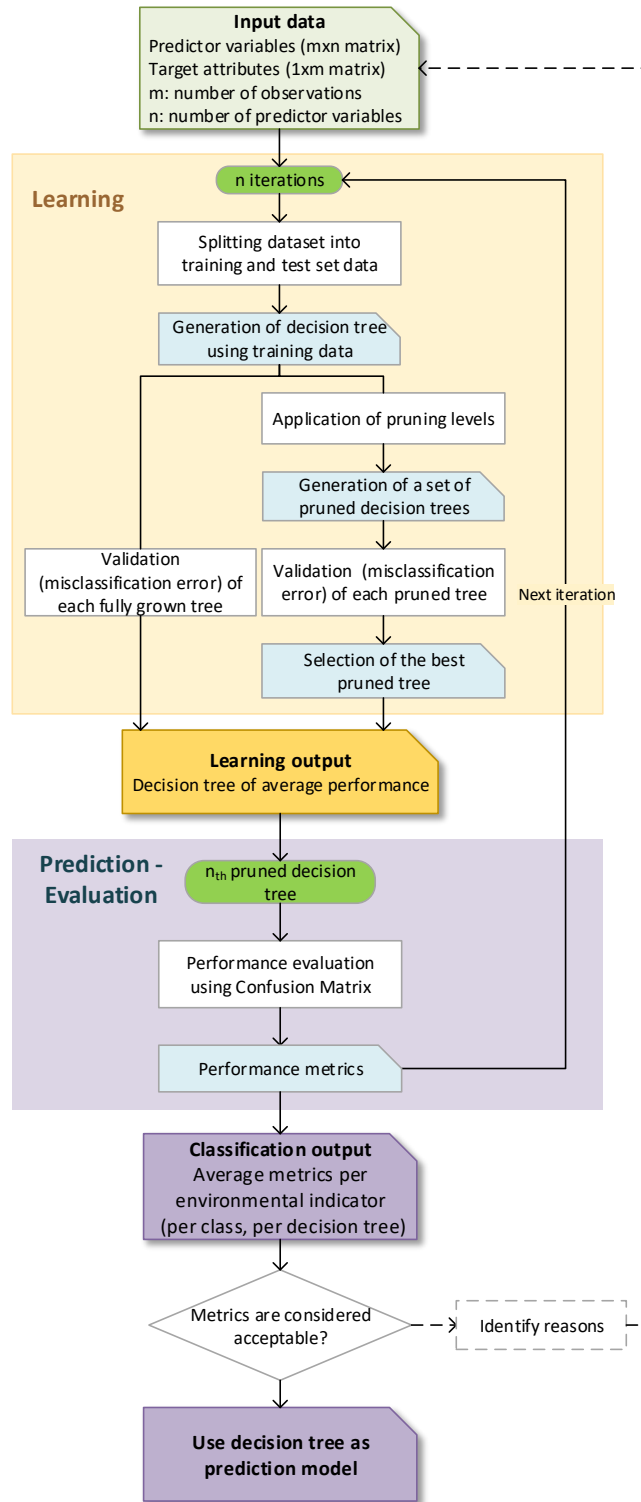 Input data
Predictor variables (mxn matrix)
Target attributes (1xm matrix)
m: number of observations
n: number of predictor variables
Learning
n iterations
Splitting dataset into
training and test set data
Generation of decision tree
using training data
Application of pruning levels
Generation of a set of
pruned decision trees
Validation
(misclassification error) of
each fully grown tree
Validation (misclassification
error) of each pruned tree
Next iteration
Selection of the best
pruned tree
Learning output
Decision tree of average performance
Prediction -
Evaluation
nth pruned decision
tree
Performance evaluation
using Confusion Matrix
Performance metrics
Classification output
Average metrics per
environmental indicator
(per class, per decision tree)
Metrics are considered
acceptable?
Identify reasons
Use decision tree as
prediction model